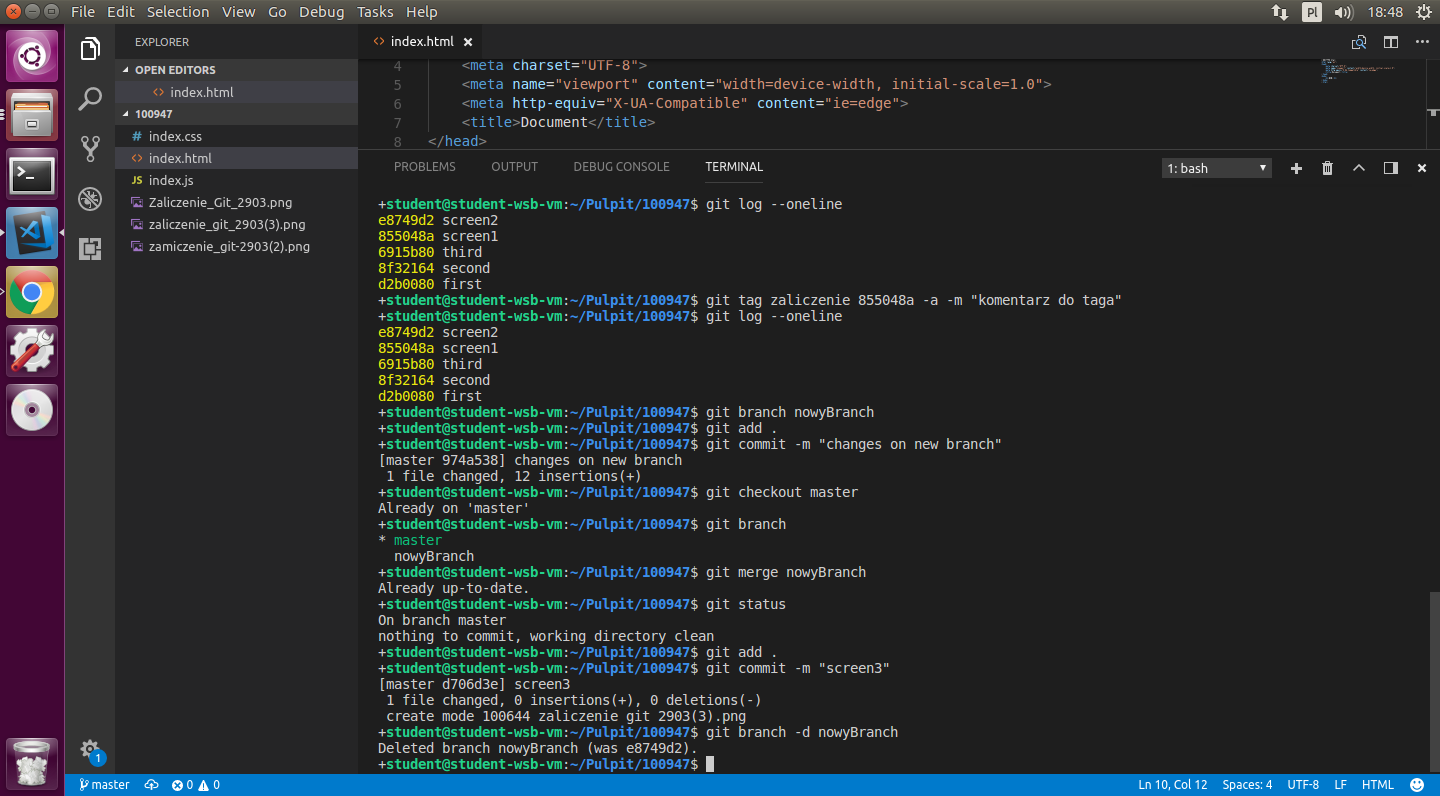 File Edit Selection View Go Debug Tasks Help
Pl 18:48
EXPLORER
OPEN EDITORS
<> index.html
100947
# index.css
<> index.html
JS index.js
Zaliczenie_Git_2903.png
zaliczenie_git_2903(3).png
zamiczenie_git-2903(2).png
1
<> index.html
4 <meta charset="UTF-8">
5 <meta name="viewport" content="width=device-width, initial-scale=1.0">
6 <meta http-equiv="X-UA-Compatible" content="ie=edge">
7 <title>Document</title>
8 </head>
PROBLEMS OUTPUT DEBUG CONSOLE TERMINAL 1: bash
+student@student-wsb-vm:~/Pulpit/100947$ git log --oneline
e8749d2 screen2
855048a screen1
6915b80 third
8f32164 second
d2b0080 first
+student@student-wsb-vm:~/Pulpit/100947$ git tag zaliczenie 855048a -a -m "komentarz do taga"
+student@student-wsb-vm:~/Pulpit/100947$ git log --oneline
e8749d2 screen2
855048a screen1
6915b80 third
8f32164 second
d2b0080 first
+student@student-wsb-vm:~/Pulpit/100947$ git branch nowyBranch
+student@student-wsb-vm:~/Pulpit/100947$ git add .
+student@student-wsb-vm:~/Pulpit/100947$ git commit -m "changes on new branch"
[master 974a538] changes on new branch
 1 file changed, 12 insertions(+)
+student@student-wsb-vm:~/Pulpit/100947$ git checkout master
Already on 'master'
+student@student-wsb-vm:~/Pulpit/100947$ git branch
* master
  nowyBranch
+student@student-wsb-vm:~/Pulpit/100947$ git merge nowyBranch
Already up-to-date.
+student@student-wsb-vm:~/Pulpit/100947$ git status
On branch master
nothing to commit, working directory clean
+student@student-wsb-vm:~/Pulpit/100947$ git add .
+student@student-wsb-vm:~/Pulpit/100947$ git commit -m "screen3"
[master d706d3e] screen3
 1 file changed, 0 insertions(+), 0 deletions(-)
 create mode 100644 zaliczenie git 2903(3).png
+student@student-wsb-vm:~/Pulpit/100947$ git branch -d nowyBranch
Deleted branch nowyBranch (was e8749d2).
+student@student-wsb-vm:~/Pulpit/100947$
master 0 0 Ln 10, Col 12 Spaces: 4 UTF-8 LF HTML